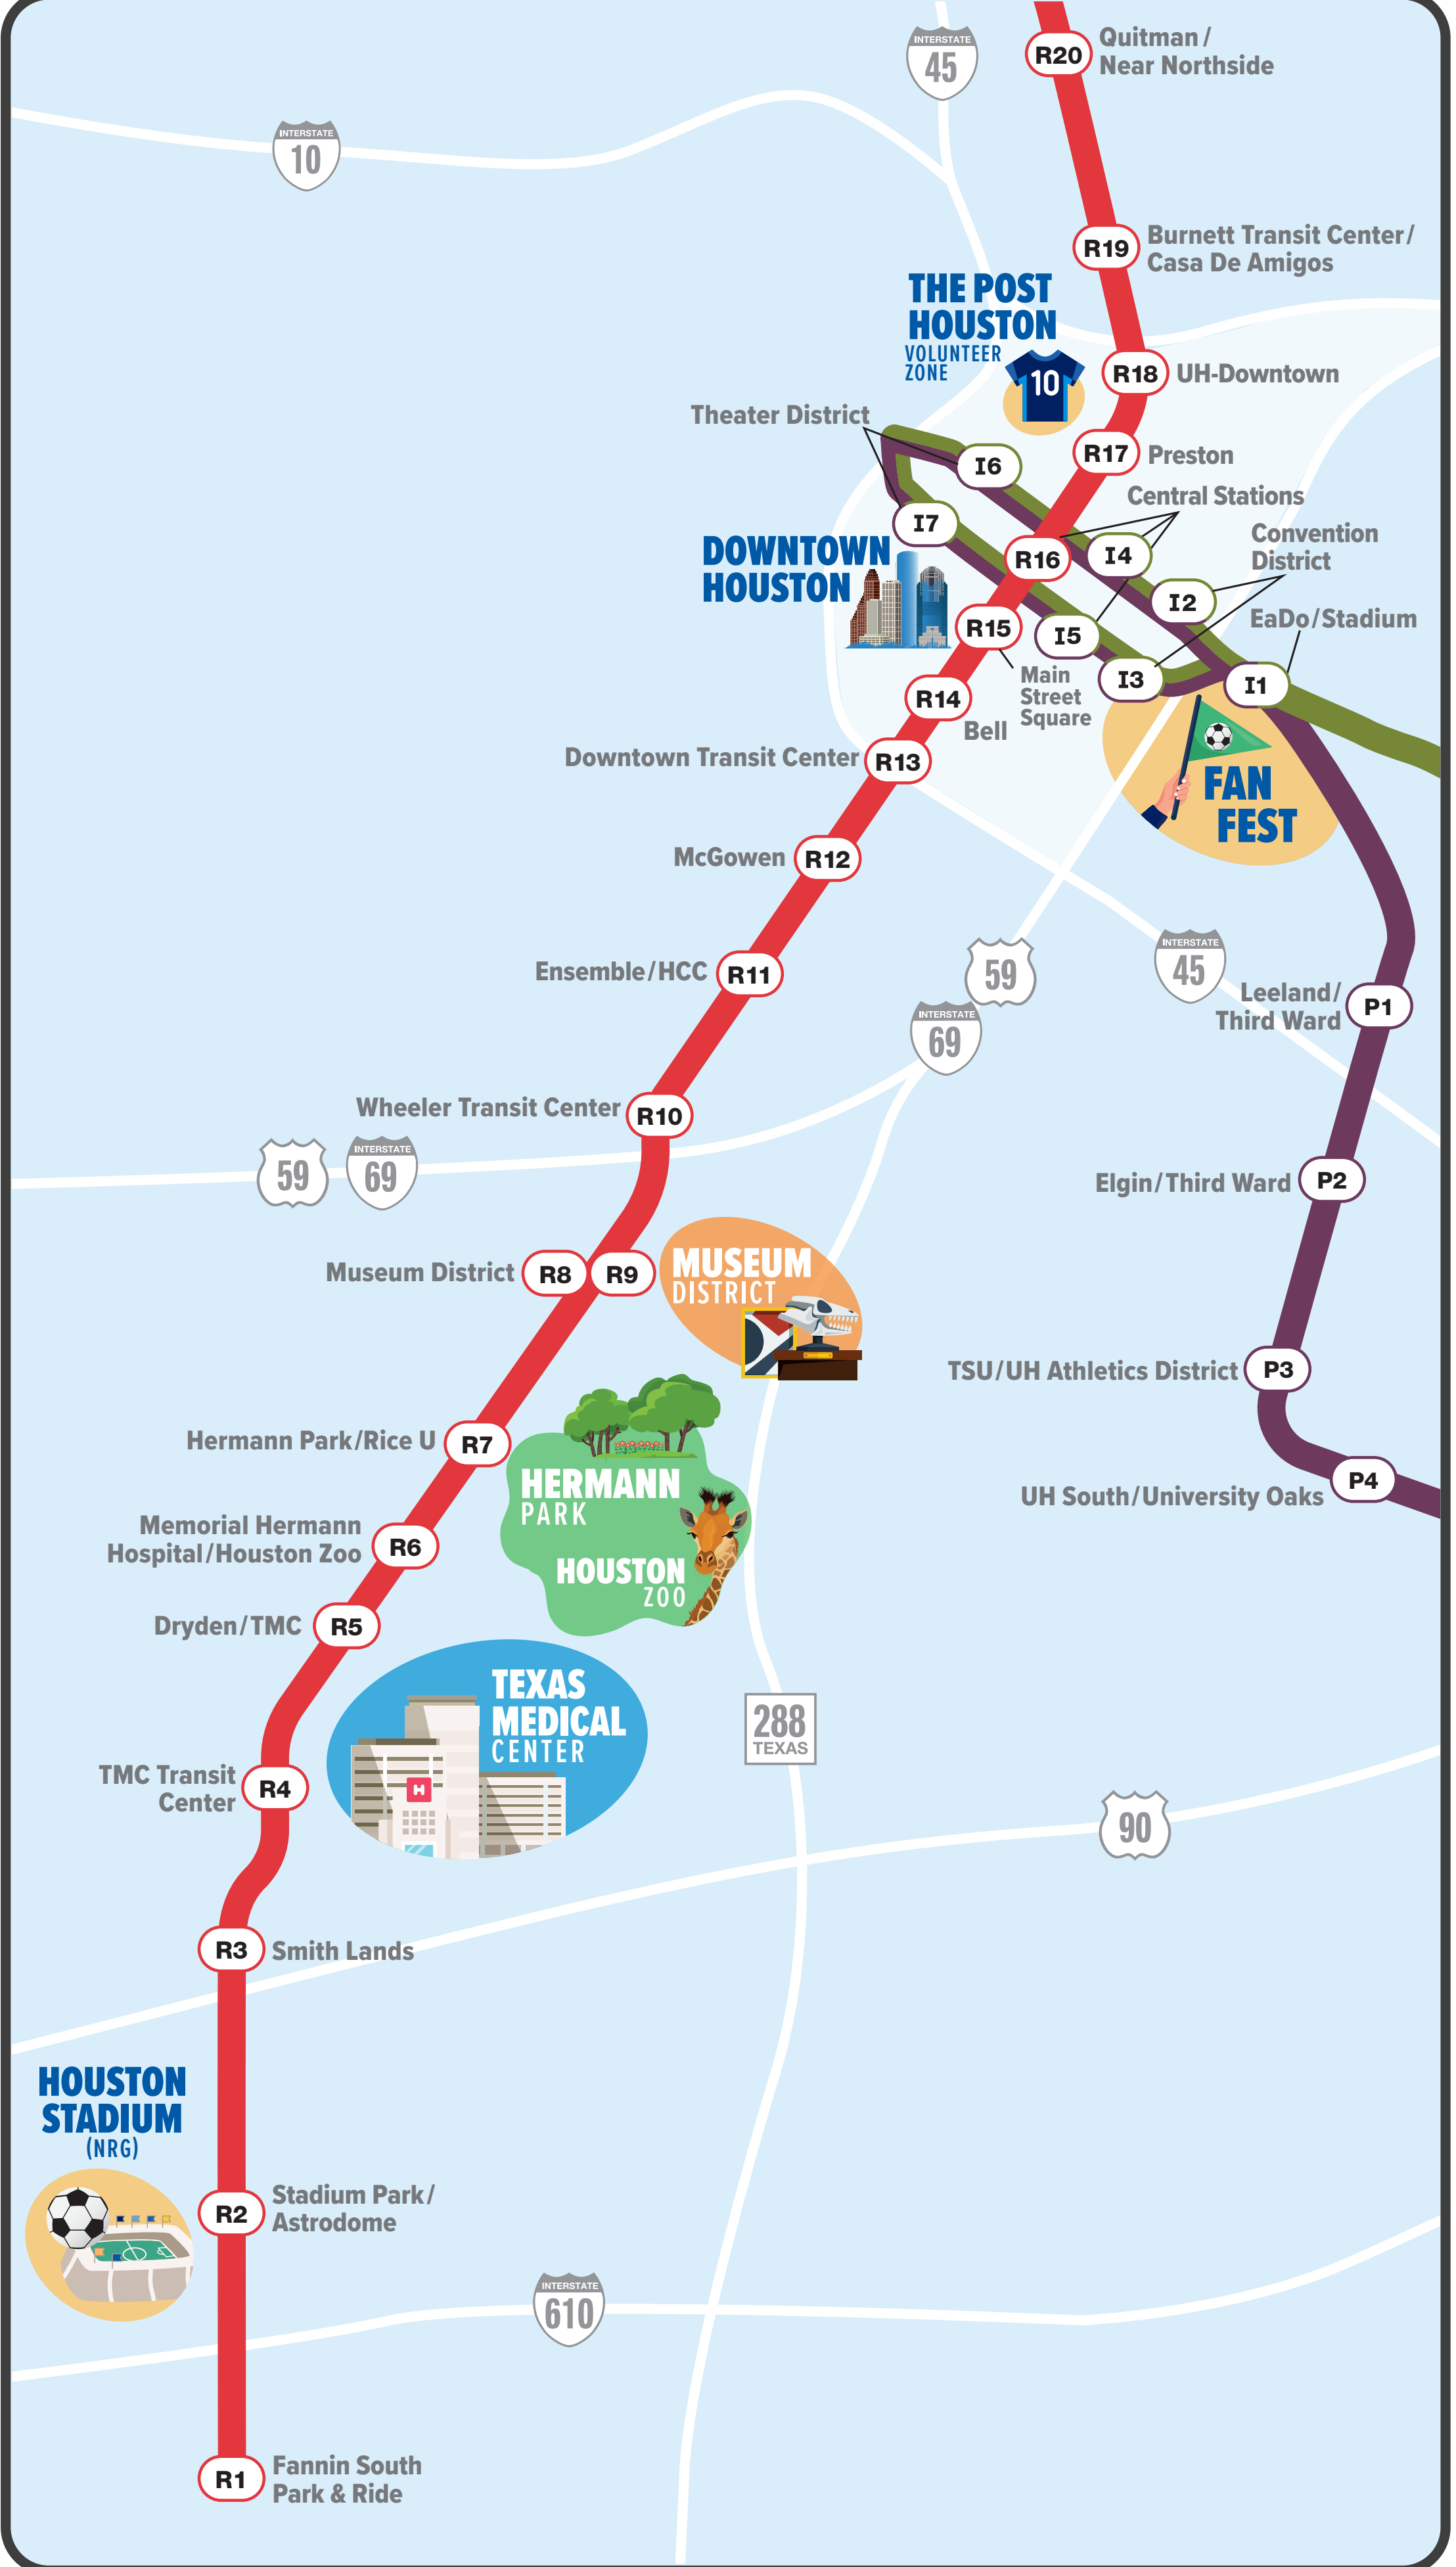 INTERSTATE
45
R20
Quitman /
Near Northside
INTERSTATE
10
R19
Burnett Transit Center/
Casa De Amigos
THE POST
HOUSTON
VOLUNTEER
ZONE
10
R18
UH-Downtown
Theater District
R17
Preston
I6
Central Stations
I7
Convention
District
DOWNTOWN
HOUSTON
R16
I4
I2
EaDo/Stadium
R15
I5
Main
Street
Square
I3
I1
R14
Bell
Downtown Transit Center
R13
FAN
FEST
McGowen
R12
Ensemble/HCC
R11
59
INTERSTATE
45
Leeland/
Third Ward
P1
INTERSTATE
69
Wheeler Transit Center
R10
59
INTERSTATE
69
Elgin/Third Ward
P2
Museum District
R8
R9
MUSEUM
DISTRICT
TSU/UH Athletics District
P3
Hermann Park/Rice U
R7
HERMANN
PARK
P4
UH South/University Oaks
Memorial Hermann
Hospital/Houston Zoo
R6
HOUSTON
ZOO
Dryden/TMC
R5
TEXAS
MEDICAL
CENTER
H
288
TEXAS
TMC Transit
Center
R4
90
R3
Smith Lands
HOUSTON
STADIUM
(NRG)
R2
Stadium Park/
Astrodome
INTERSTATE
610
R1
Fannin South
Park & Ride